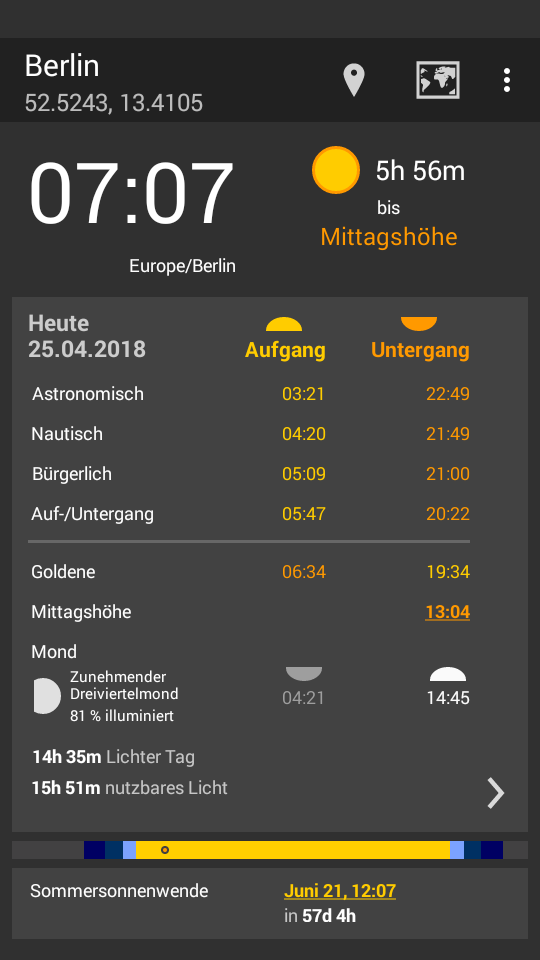 Berlin
52.5243, 13.4105
07:07
Europe/Berlin
5h 56m
bis
Mittagshöhe
Heute
25.04.2018
Aufgang Untergang
Astronomisch 03:21 22:49
Nautisch 04:20 21:49
Bürgerlich 05:09 21:00
Auf-/Untergang 05:47 20:22
Goldene 06:34 19:34
Mittagshöhe 13:04
Mond
Zunehmender
Dreiviertelmond
81 % illuminiert
04:21 14:45
14h 35m Lichter Tag
15h 51m nutzbares Licht
Sommersonnenwende Juni 21, 12:07
in 57d 4h